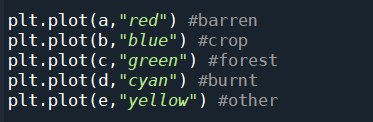 plt.plot(a,"red") #barren
plt.plot(b,"blue") #crop
plt.plot(c,"green") #forest
plt.plot(d,"cyan") #burnt
plt.plot(e,"yellow") #other